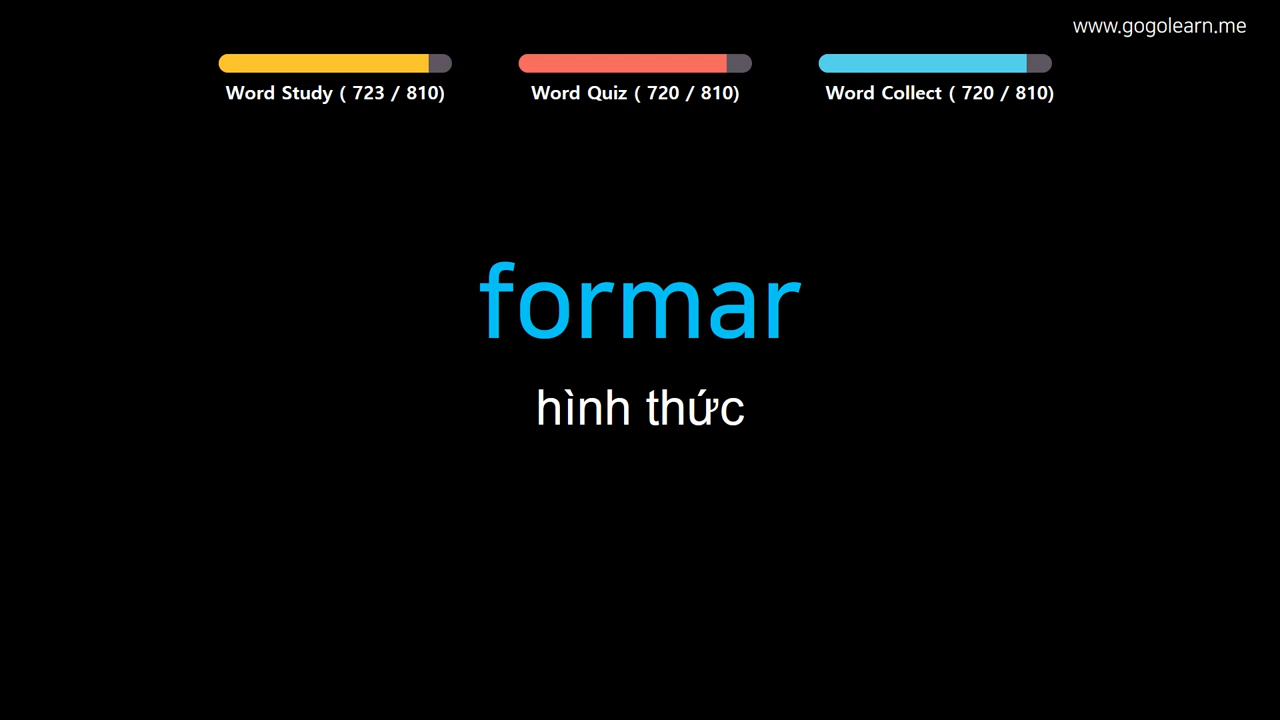 www.gogolearn.me
Word Study ( 723 / 810)
Word Quiz ( 720 / 810)
Word Collect ( 720 / 810)
formar
hình thức